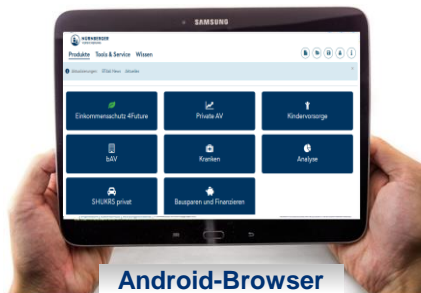 SAMSUNG
NÜRNBERGER
Produkte Tools & Service Wissen
Einkommensschutz 4Future
Private AV
Kindervorsorge
bAV
Kranken
Analyse
SHUKRS privat
Bausparen und Finanzieren
Android-Browser